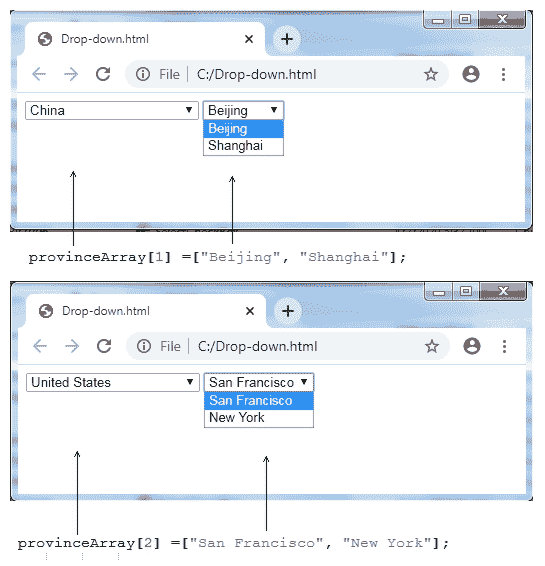 Drop-down.html
File C:/Drop-down.html
China Beijing
Beijing
Shanghai
provinceArray[1] =["Beijing", "Shanghai"];
Drop-down.html
File C:/Drop-down.html
United States San Francisco
San Francisco
New York
provinceArray[2] =["San Francisco", "New York"];